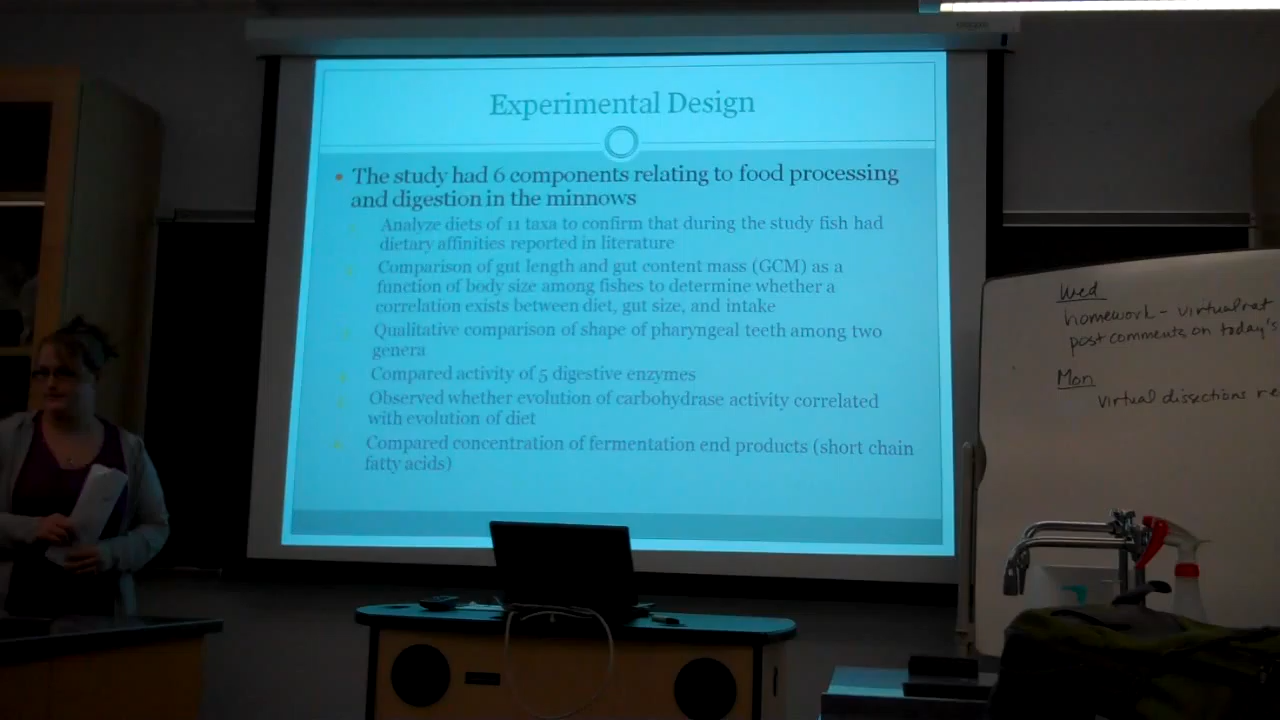 Experimental Design
• The study had 6 components relating to food processing
and digestion in the minnows
Analyze diets of 11 taxa to confirm that during the study fish had
dietary affinities reported in literature
Comparison of gut length and gut content mass (GCM) as a
function of body size among fishes to determine whether a
correlation exists between diet, gut size, and intake
Qualitative comparison of shape of pharyngeal teeth among two
genera
Compared activity of 5 digestive enzymes
Observed whether evolution of carbohydrase activity correlated
with evolution of diet
Compared concentration of fermentation end products (short chain
fatty acids)
Wed
homework - virtual rat
post comments on today's
Mon
virtual dissections re